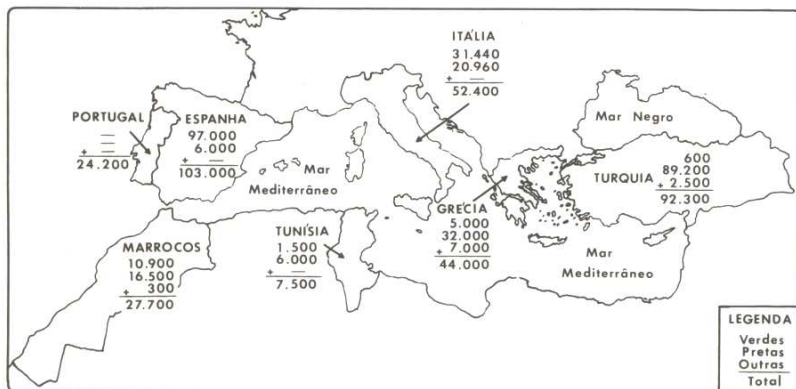 ITÁLIA
31.440
20.960
+ —
52.400
PORTUGAL
—
—
+ —
24.200
ESPANHA
97.000
6.000
+ —
103.000
Mar
Mediterrâneo
Mar Negro
TURQUIA
600
89.200
+ 2.500
92.300
GRECIA
5.000
32.000
+ 7.000
44.000
MARROCOS
10.900
16.500
+ 300
27.700
TUNÍSIA
1.500
6.000
+ —
7.500
Mar
Mediterrâneo
LEGENDA
Verdes
Pretas
Outras
Total